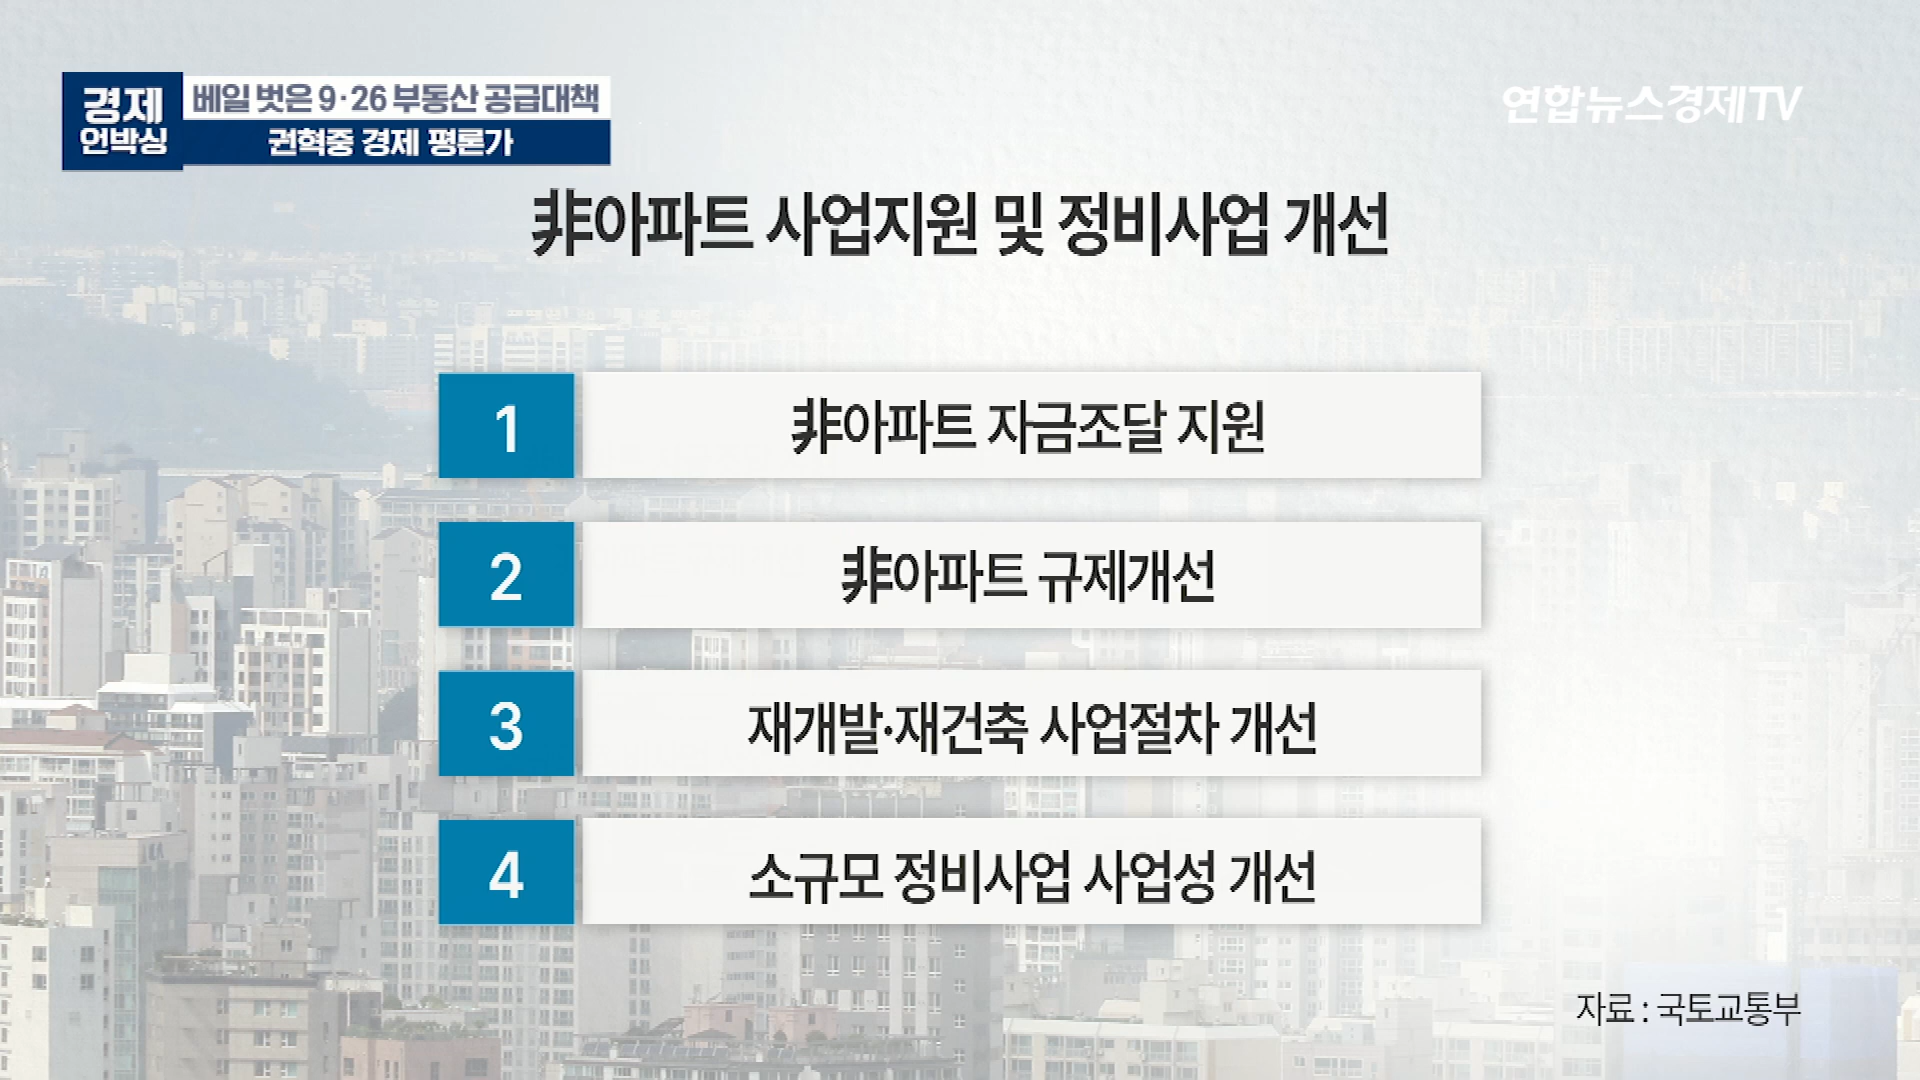 경제
언박싱
베일 벗은 9·26 부동산 공급대책
권혁중 경제 평론가
연합뉴스경제TV
非아파트 사업지원 및 정비사업 개선
1
非아파트 자금조달 지원
2
非아파트 규제개선
3
재개발·재건축 사업절차 개선
4
소규모 정비사업 사업성 개선
자료 : 국토교통부